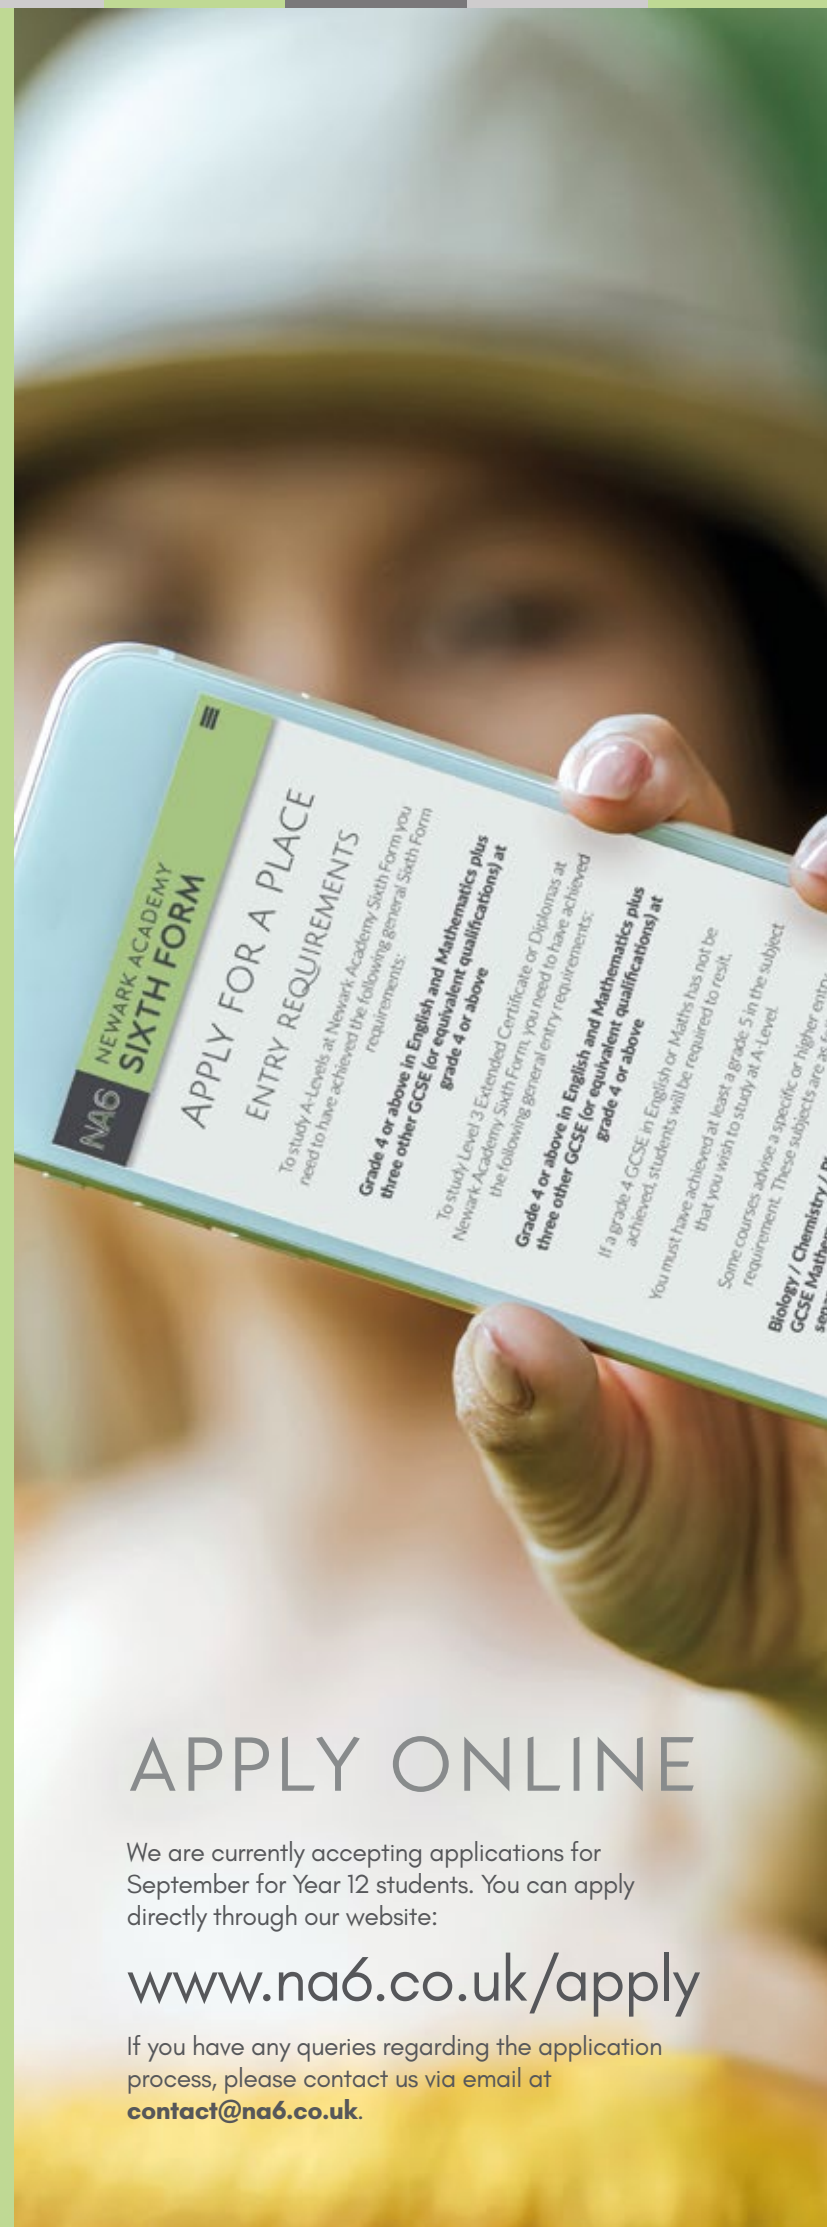 NA6
NEWARK ACADEMY
SIXTH FORM
APPLY FOR A PLACE
ENTRY REQUIREMENTS
To study A-Levels at Newark Academy Sixth Form you
need to have achieved the following general Sixth Form
requirements:
Grade 4 or above in English and Mathematics plus
three other GCSE (or equivalent qualifications) at
grade 4 or above
To study Level 3 Extended Certificate or Diplomas at
Newark Academy Sixth Form, you need to have achieved
the following general entry requirements:
Grade 4 or above in English and Mathematics plus
three other GCSE (or equivalent qualifications) at
grade 4 or above
If a grade 4 GCSE in English or Maths has not be
achieved, students will be required to resit.
You must have achieved at least a grade 5 in the subject
that you wish to study at A-Level.
Some courses advise a specific or higher entry
requirement. These subjects are as
Biology / Chemistry /
GCSE
APPLY ONLINE
We are currently accepting applications for
September for Year 12 students. You can apply
directly through our website:
www.na6.co.uk/apply
If you have any queries regarding the application
process, please contact us via email at
contact@na6.co.uk.